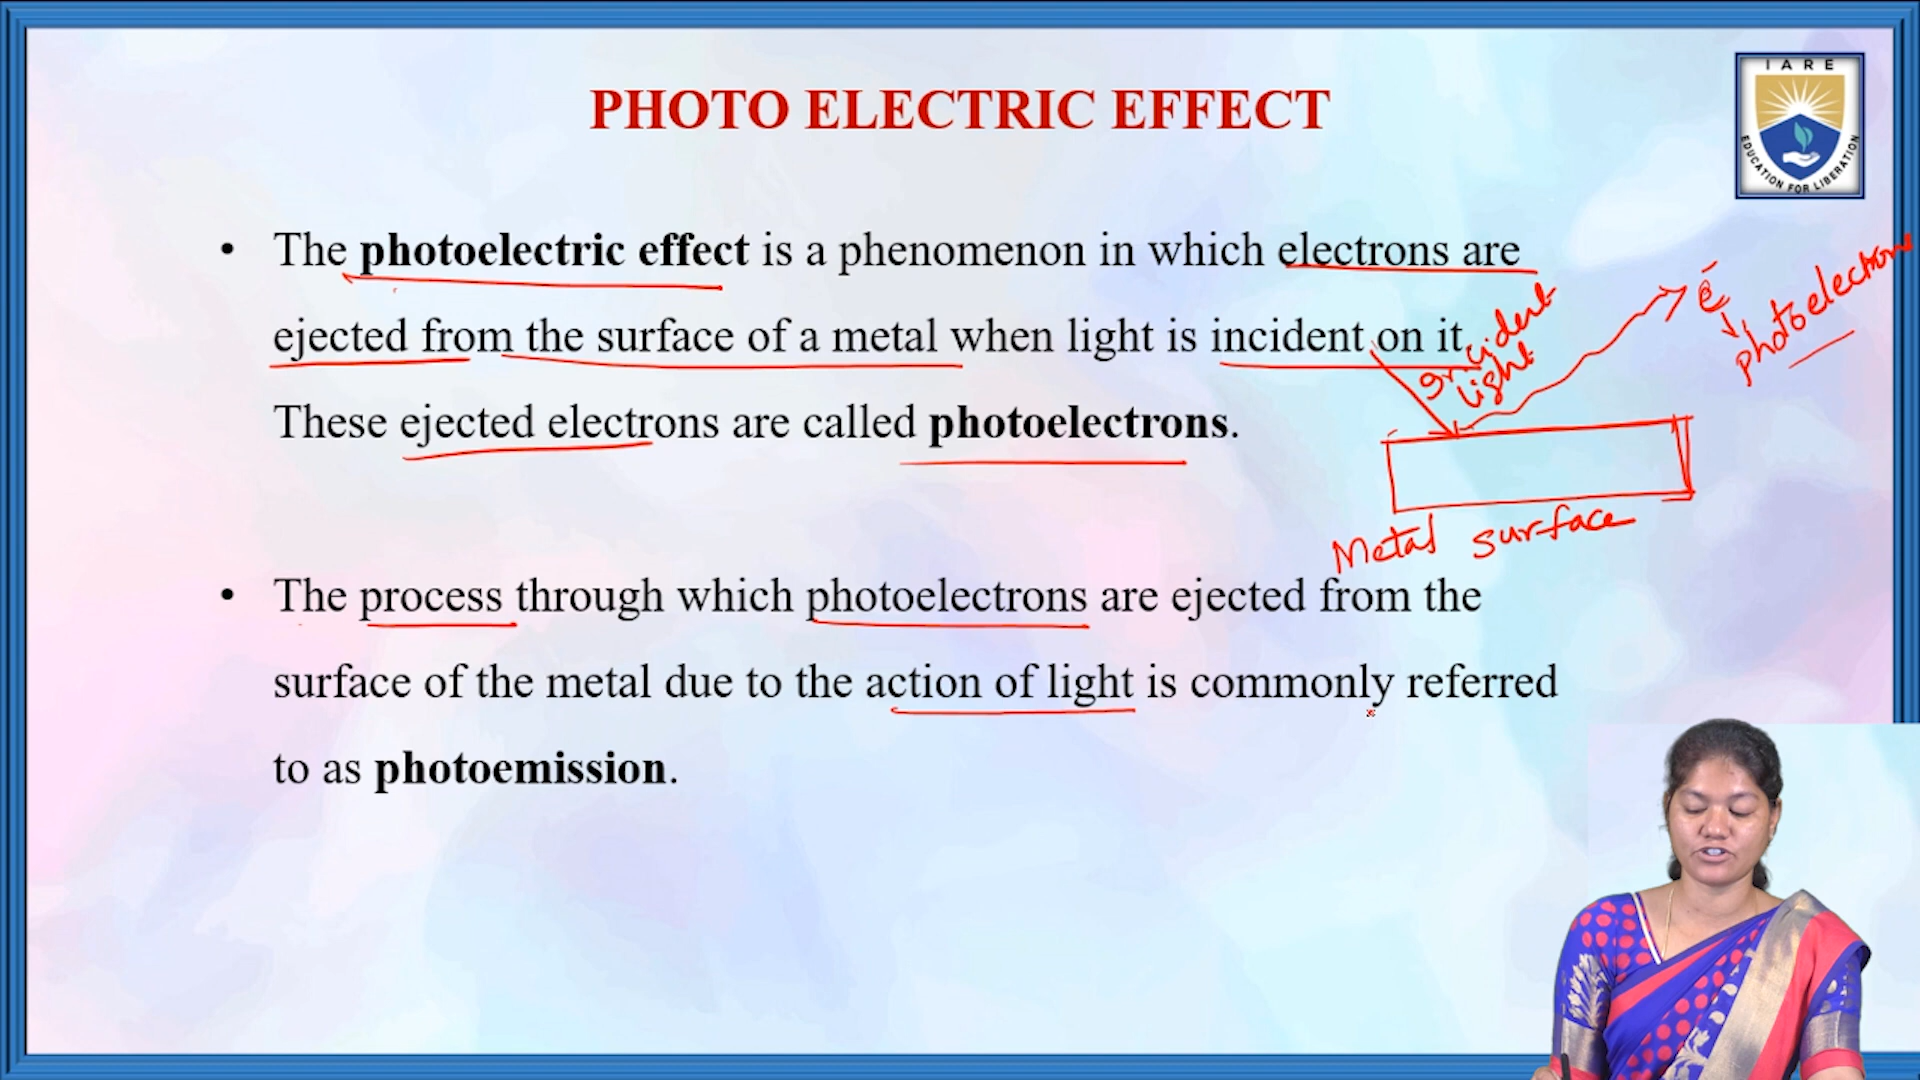 PHOTO ELECTRIC EFFECT
IARE
EDUCATION FOR LIBERATION
• The photoelectric effect is a phenomenon in which electrons are
ejected from the surface of a metal when light is incident on it.
These ejected electrons are called photoelectrons.
Incident
light
e-
photoelectrons
Metal surface
• The process through which photoelectrons are ejected from the
surface of the metal due to the action of light is commonly referred
to as photoemission.